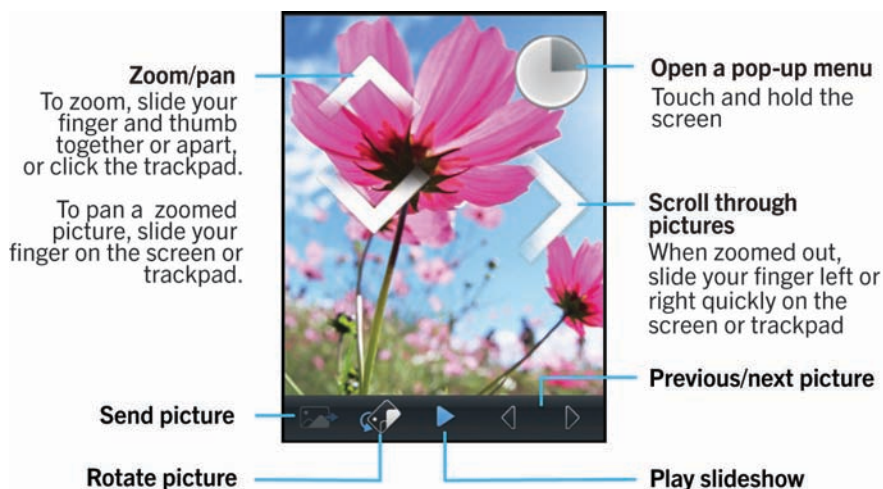 Zoom/pan
To zoom, slide your
finger and thumb
together or apart,
or click the trackpad.
To pan a zoomed
picture, slide your
finger on the screen or
trackpad.
Send picture
Rotate picture
Open a pop-up menu
Touch and hold the
screen
Scroll through
pictures
When zoomed out,
slide your finger left or
right quickly on the
screen or trackpad
Previous/next picture
Play slideshow